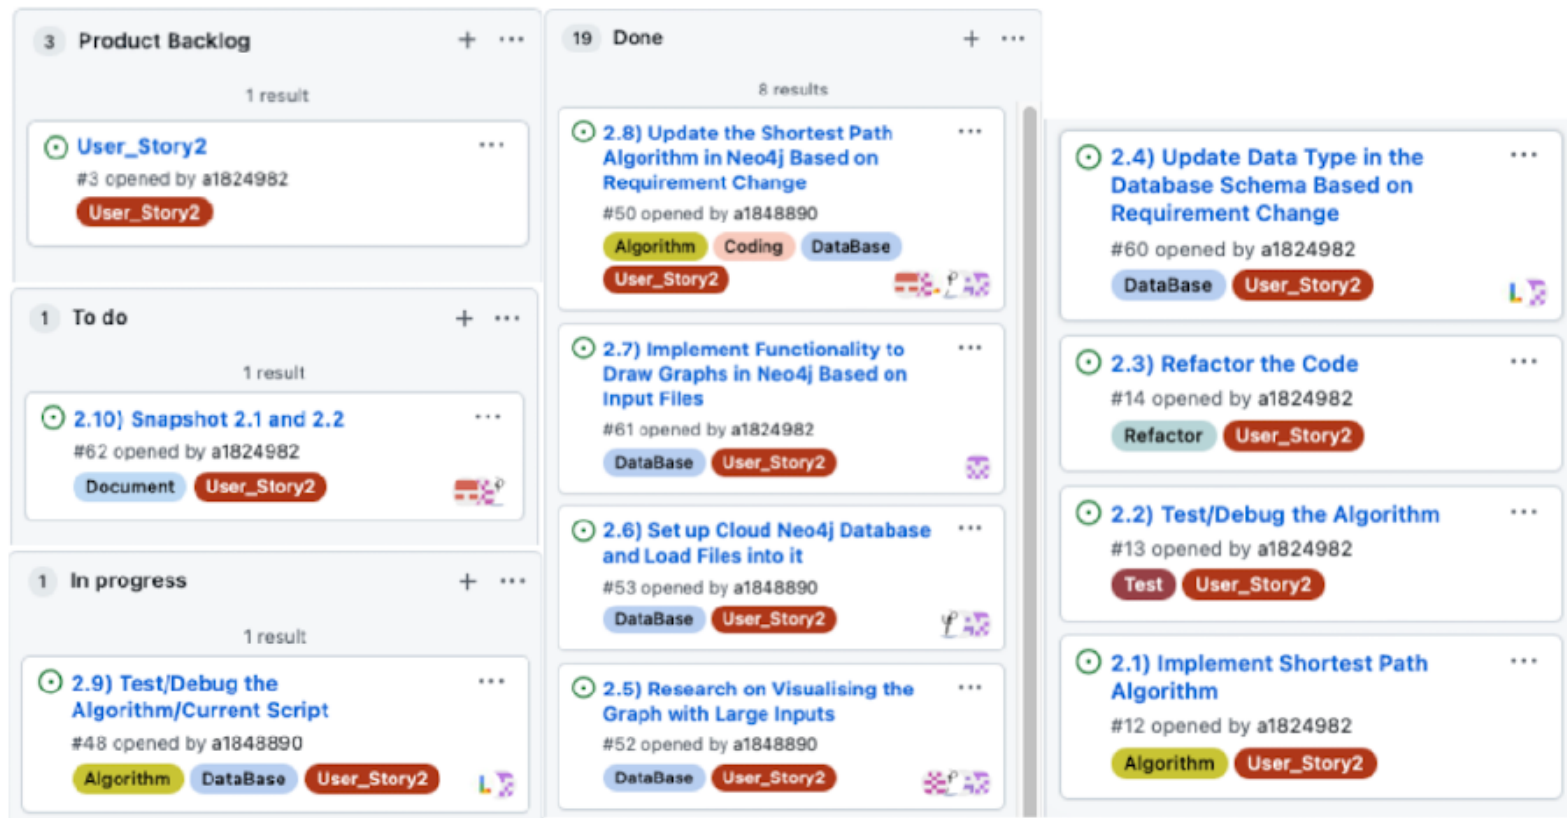 3 Product Backlog
1 result
User_Story2
#3 opened by a1824982
User_Story2
1 To do
1 result
2.10) Snapshot 2.1 and 2.2
#62 opened by a1824982
Document User_Story2
1 In progress
1 result
2.9) Test/Debug the
Algorithm/Current Script
#48 opened by a1848890
Algorithm DataBase User_Story2
19 Done
8 results
2.8) Update the Shortest Path
Algorithm in Neo4j Based on
Requirement Change
#50 opened by a1848890
Algorithm Coding DataBase
User_Story2
2.7) Implement Functionality to
Draw Graphs in Neo4j Based on
Input Files
#61 opened by a1824982
DataBase User_Story2
2.6) Set up Cloud Neo4j Database
and Load Files into it
#53 opened by a1848890
DataBase User_Story2
2.5) Research on Visualising the
Graph with Large Inputs
#52 opened by a1848890
DataBase User_Story2
2.4) Update Data Type in the
Database Schema Based on
Requirement Change
#60 opened by a1824982
DataBase User_Story2
2.3) Refactor the Code
#14 opened by a1824982
Refactor User_Story2
2.2) Test/Debug the Algorithm
#13 opened by a1824982
Test User_Story2
2.1) Implement Shortest Path
Algorithm
#12 opened by a1824982
Algorithm User_Story2